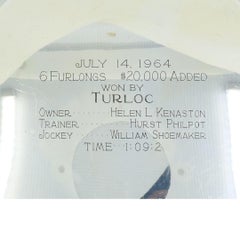 JULY 14, 1964
6 FURLONGS $20,000 ADDED
WON BY
TURLOC
OWNER ······· HELEN L. KENASTON
TRAINER ······· HURST PHILPOT
JOCKEY ····· WILLIAM SHOEMAKER
TIME · 1:09:2